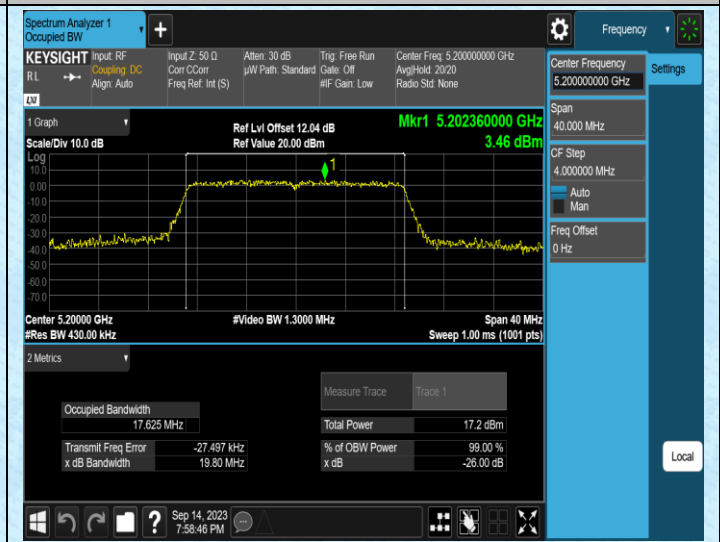 Spectrum Analyzer 1
Occupied BW
Frequency
KEYSIGHT
RL
LXI
Input: RF
Coupling: DC
Align: Auto
Input Z: 50 Ω
Corr CCorr
Freq Ref: Int (S)
Atten: 30 dB
µW Path: Standard
Trig: Free Run
Gate: Off
#IF Gain: Low
Center Freq: 5.200000000 GHz
Avg|Hold: 20/20
Radio Std: None
1 Graph
Scale/Div 10.0 dB
Ref Lvl Offset 12.04 dB
Ref Value 20.00 dBm
Mkr1 5.202360000 GHz
3.46 dBm
Log
10.0
0.00
-10.0
-20.0
-30.0
-40.0
-50.0
-60.0
-70.0
1
Center 5.20000 GHz
#Video BW 1.3000 MHz
Span 40 MHz
#Res BW 430.00 kHz
Sweep 1.00 ms (1001 pts)
2 Metrics
Measure Trace
Trace 1
Occupied Bandwidth
17.625 MHz
Total Power
17.2 dBm
Transmit Freq Error
-27.497 kHz
% of OBW Power
99.00 %
x dB Bandwidth
19.80 MHz
x dB
-26.00 dB
Sep 14, 2023
7:58:46 PM
Center Frequency
5.200000000 GHz
Settings
Span
40.000 MHz
CF Step
4.000000 MHz
Auto
Man
Freq Offset
0 Hz
Local